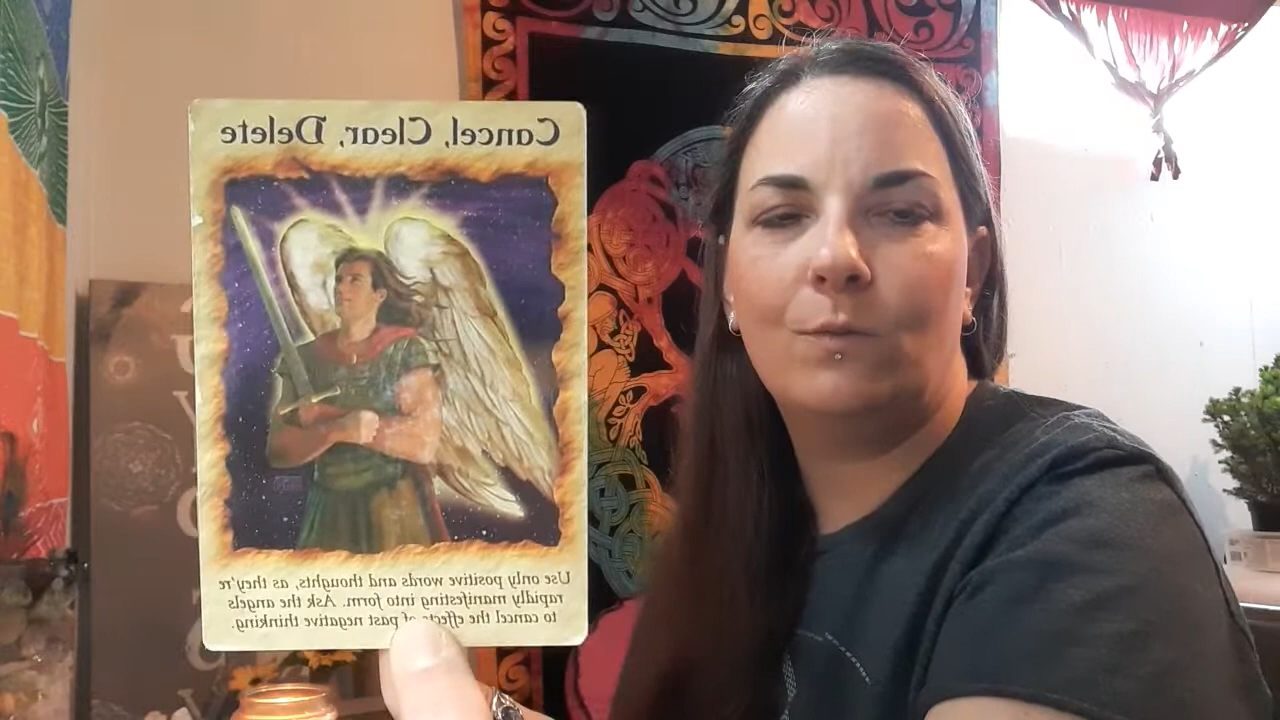 Cancel, Clear, Delete
Use only positive words and thoughts, as they're
rapidly manifesting into form. Ask the angels
to cancel the effects of past negative thinking.